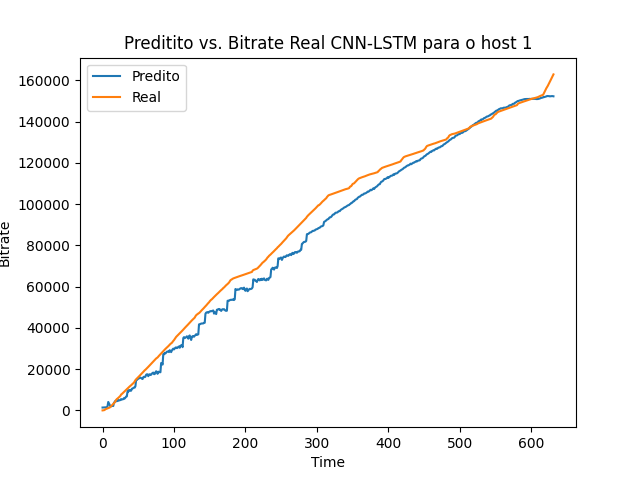 Preditito vs. Bitrate Real CNN-LSTM para o host 1
Predito
Real
160000
140000
120000
100000
80000
60000
40000
20000
0
Bitrate
0 100 200 300 400 500 600
Time